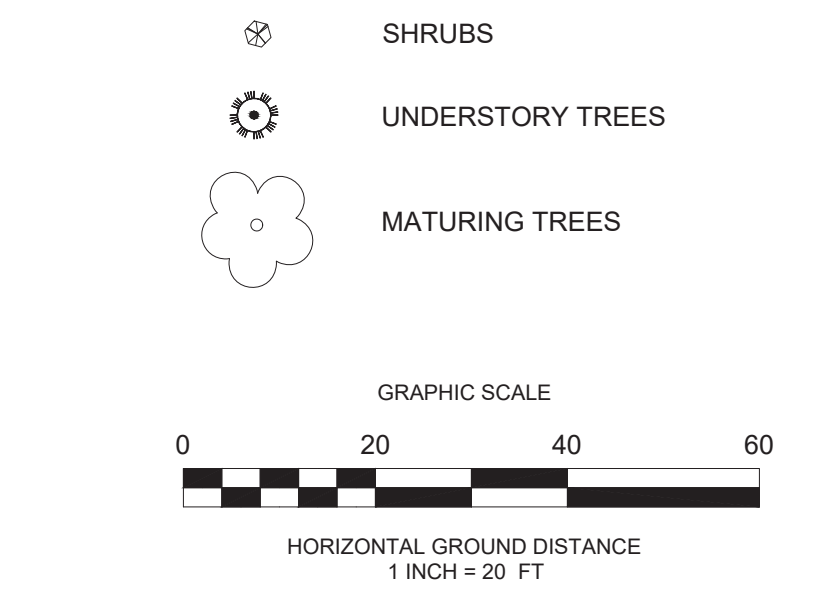 SHRUBS
UNDERSTORY TREES
MATURING TREES
GRAPHIC SCALE
0 20 40 60
HORIZONTAL GROUND DISTANCE
1 INCH = 20 FT